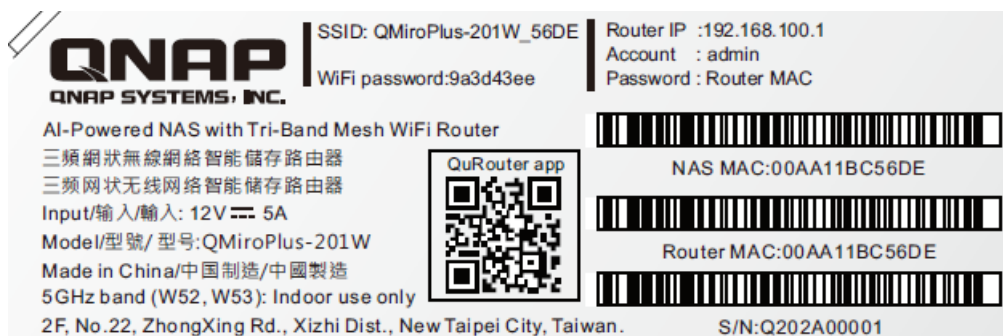 QNAP
QNAP SYSTEMS, INC.
SSID: QMiroPlus-201W_56DE
WiFi password:9a3d43ee
Router IP :192.168.100.1
Account : admin
Password : Router MAC
AI-Powered NAS with Tri-Band Mesh WiFi Router
三頻網狀無線網絡智能儲存路由器
三频网状无线网络智能储存路由器
Input/输入/輸入: 12V ⎓ 5A
Model/型號/ 型号:QMiroPlus-201W
Made in China/中国制造/中國製造
5GHz band (W52, W53): Indoor use only
2F, No.22, ZhongXing Rd., Xizhi Dist., New Taipei City, Taiwan.
QuRouter app
NAS MAC:00AA11BC56DE
Router MAC:00AA11BC56DE
S/N:Q202A00001